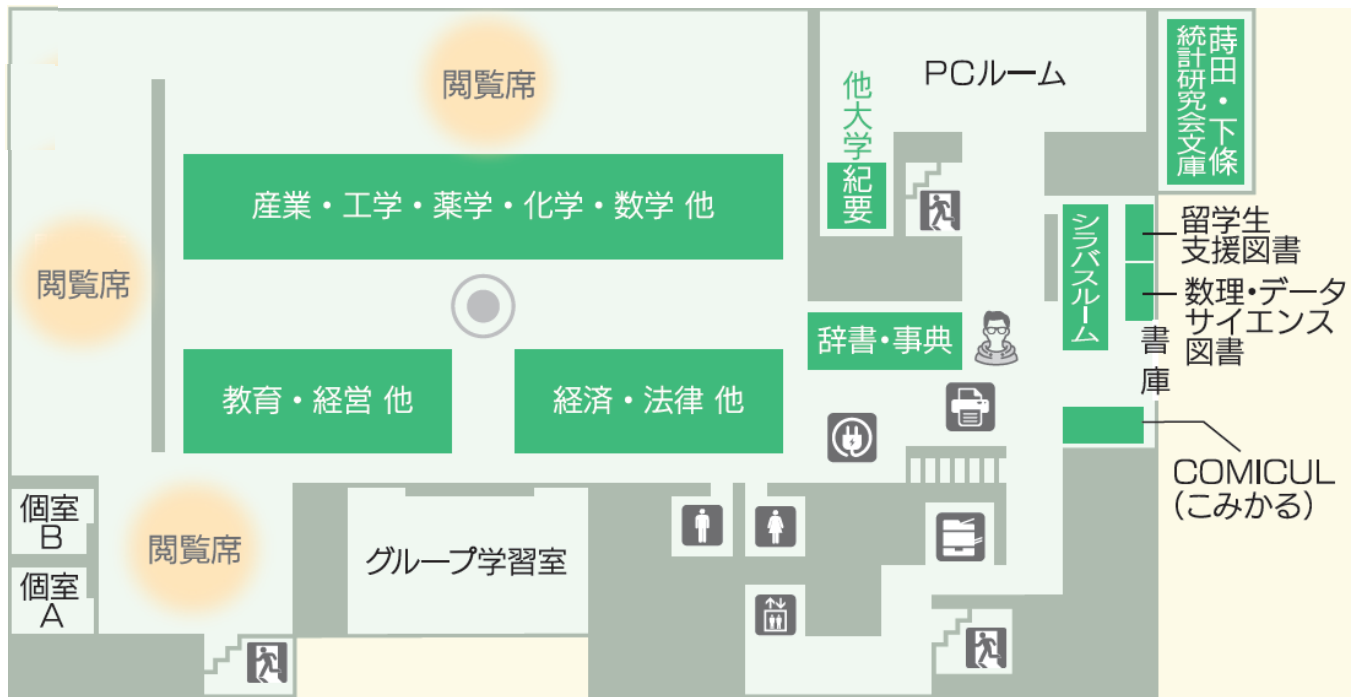 閲覧席
PCルーム
他大学
紀要
蒔田・下條
統計研究会文庫
産業・工学・薬学・化学・数学 他
閲覧席
シラバスルーム
留学生
支援図書
数理・データ
サイエンス
図書
書庫
辞書・事典
教育・経営 他
経済・法律 他
COMICUL
(こみかる)
個室
B
閲覧席
グループ学習室
個室
A